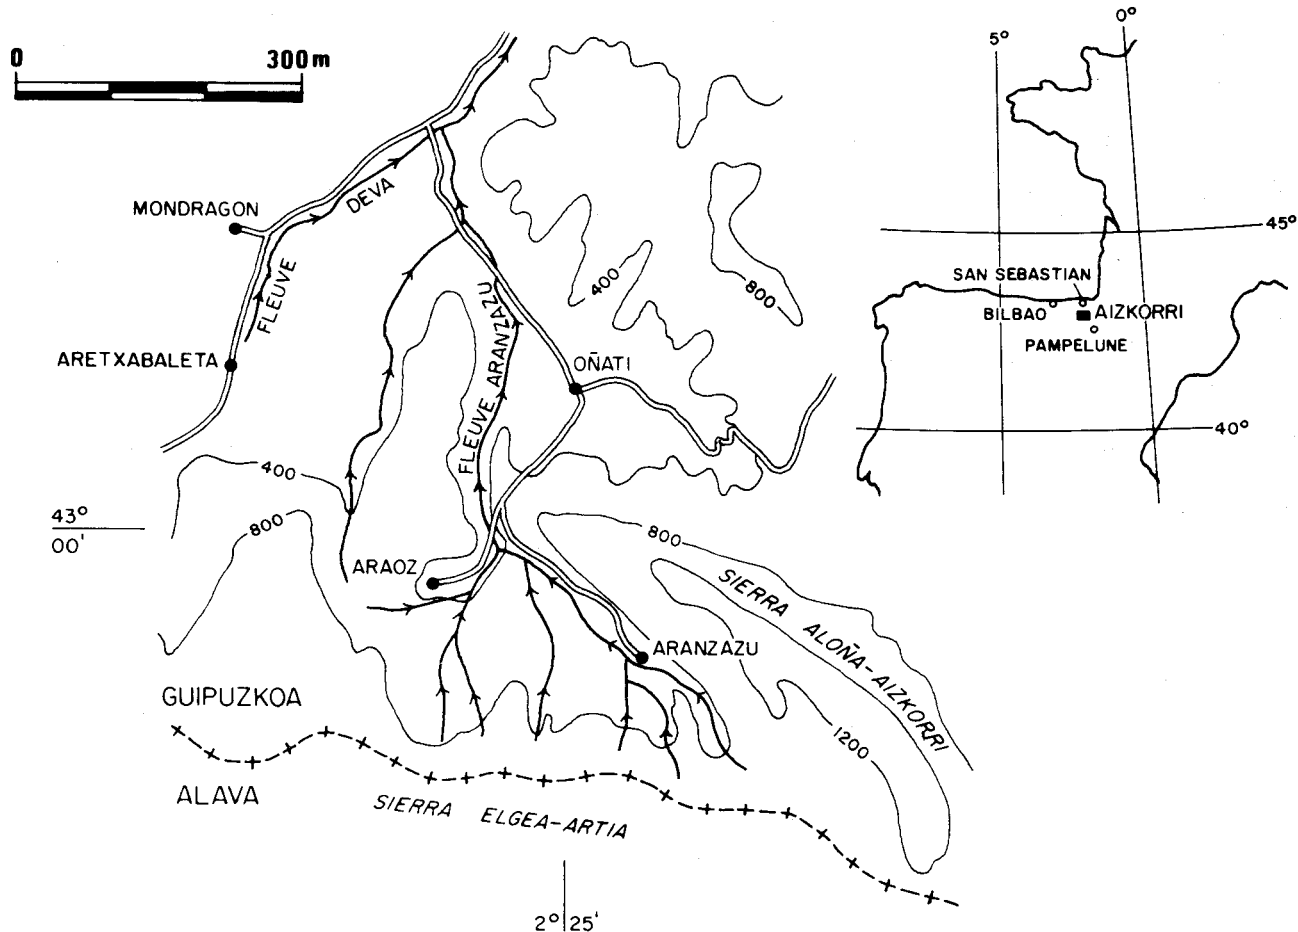 0 300m
5° 0°
MONDRAGON
DEVA
FLEUVE
ARETXABALETA
FLEUVE ARANZAZU
OÑATI
400
800
45°
SAN SEBASTIAN
BILBAO
AIZKORRI
PAMPELUNE
40°
400
800
43°
00'
ARAOZ
800
SIERRA ALOÑA-AIZKORRI
ARANZAZU
1200
GUIPUZKOA
ALAVA
SIERRA ELGEA-ARTIA
2° 25'